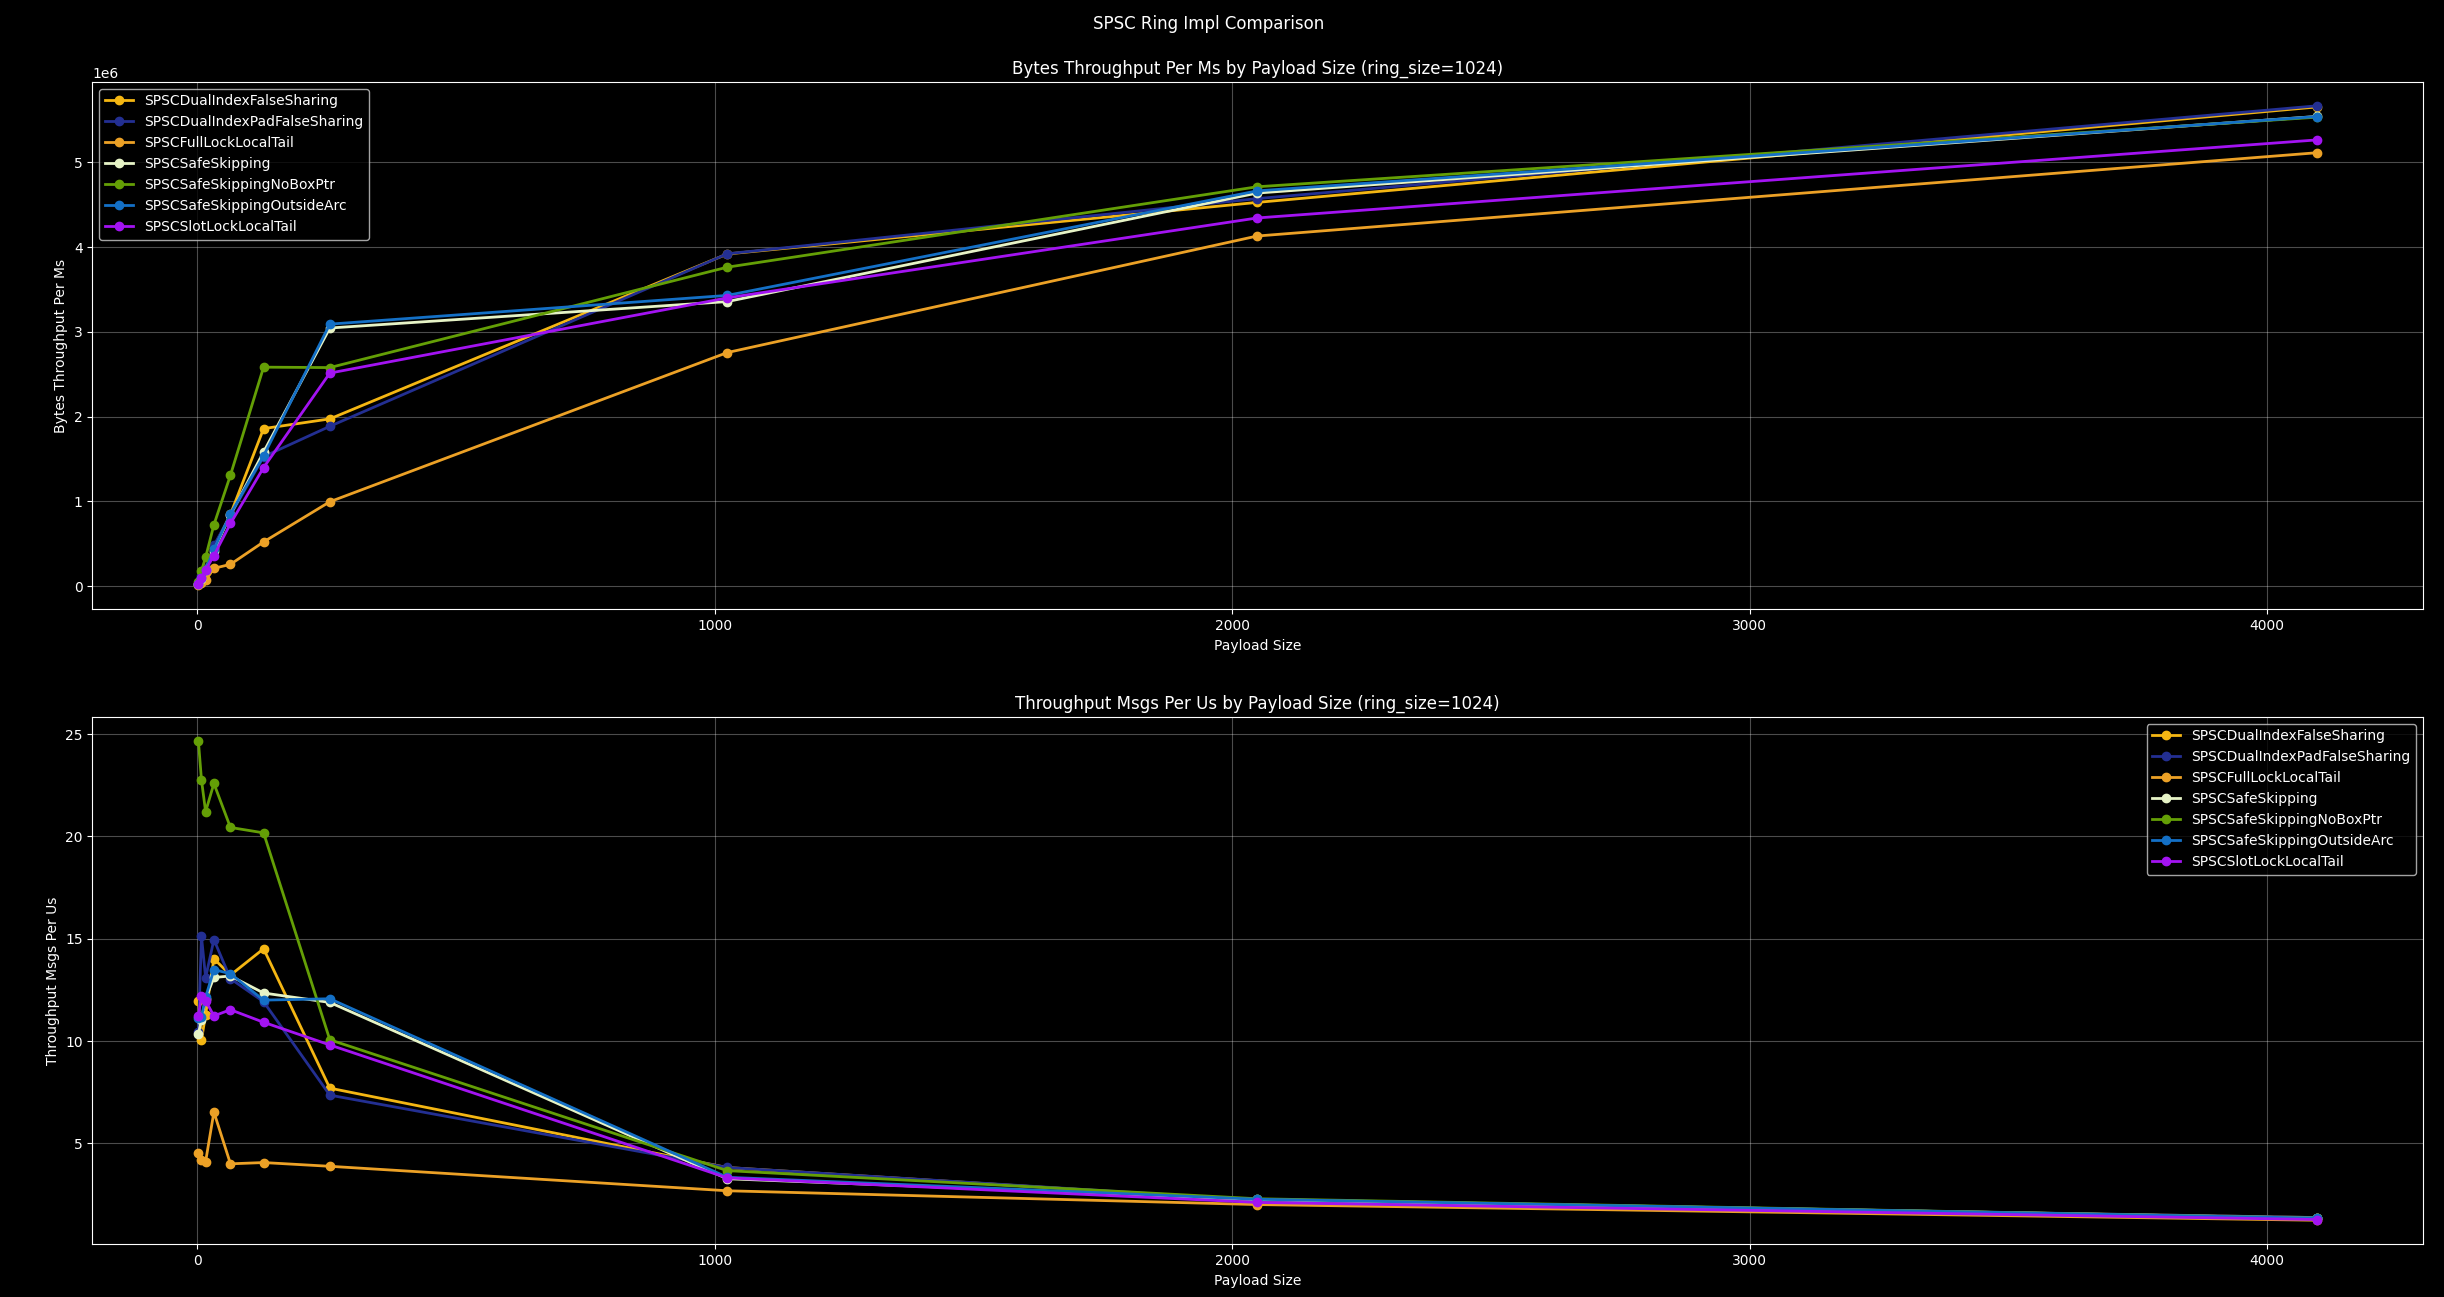 SPSC Ring Impl Comparison
Bytes Throughput Per Ms by Payload Size (ring_size=1024)
1e6
SPSCDualIndexFalseSharing
SPSCDualIndexPadFalseSharing
SPSCFullLockLocalTail
SPSCSafeSkipping
SPSCSafeSkippingNoBoxPtr
SPSCSafeSkippingOutsideArc
SPSCSlotLockLocalTail
Bytes Throughput Per Ms
5
4
3
2
1
0
0 1000 2000 3000 4000
Payload Size
Throughput Msgs Per Us by Payload Size (ring_size=1024)
SPSCDualIndexFalseSharing
SPSCDualIndexPadFalseSharing
SPSCFullLockLocalTail
SPSCSafeSkipping
SPSCSafeSkippingNoBoxPtr
SPSCSafeSkippingOutsideArc
SPSCSlotLockLocalTail
Throughput Msgs Per Us
25
20
15
10
5
0 1000 2000 3000 4000
Payload Size